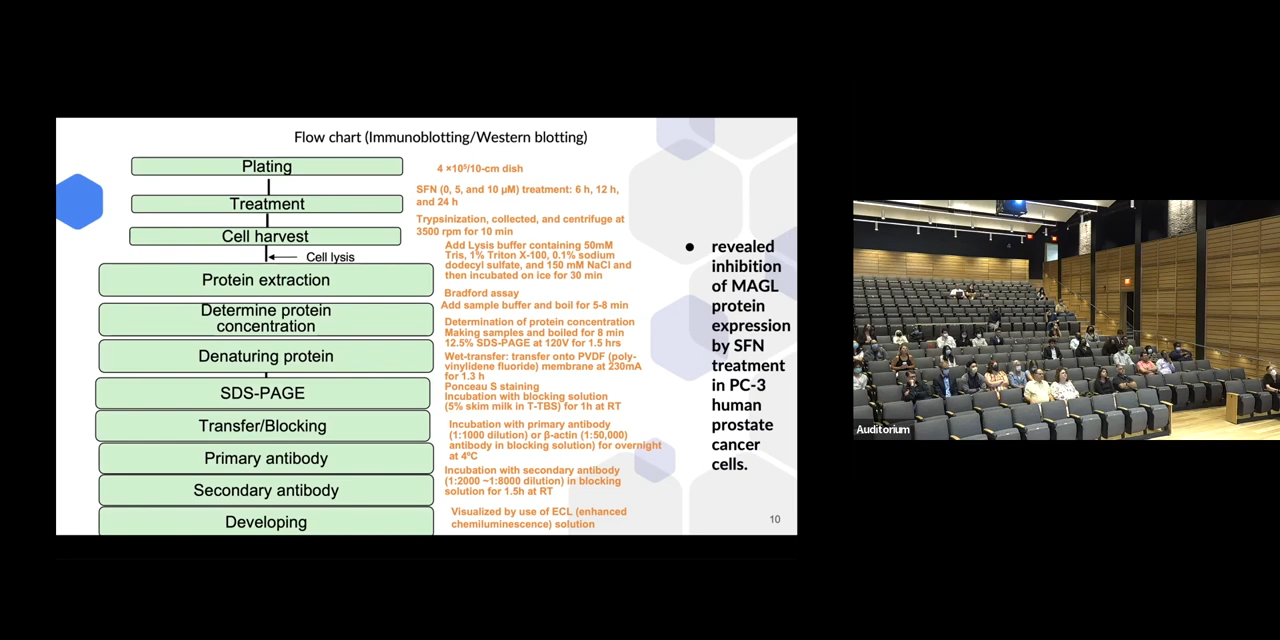 Flow chart (Immunoblotting/Western blotting)
Plating
4 ×10⁵/10-cm dish
Treatment
SFN (0, 5, and 10 µM) treatment: 6 h, 12 h,
and 24 h
Cell harvest
Trypsinization, collected, and centrifuge at
3500 rpm for 10 min
Cell lysis
Add Lysis buffer containing 50mM
Tris, 1% Triton X-100, 0.1% sodium
dodecyl sulfate, and 150 mM NaCl and
then incubated on ice for 30 min
Protein extraction
Bradford assay
Add sample buffer and boil for 5-8 min
Determine protein
concentration
Determination of protein concentration
Making samples and boiled for 8 min
12.5% SDS-PAGE at 120V for 1.5 hrs
Denaturing protein
Wet-transfer: transfer onto PVDF (poly-
vinylidene fluoride) membrane at 230mA
for 1.3 h
SDS-PAGE
Ponceau S staining
Incubation with blocking solution
(5% skim milk in T-TBS) for 1h at RT
Transfer/Blocking
Incubation with primary antibody
(1:1000 dilution) or β-actin (1:50,000)
antibody in blocking solution) for overnight
at 4ºC
Primary antibody
Incubation with secondary antibody
(1:2000 ~1:8000 dilution) in blocking
solution for 1.5h at RT
Secondary antibody
Visualized by use of ECL (enhanced
chemiluminescence) solution
Developing
● revealed
inhibition
of MAGL
protein
expression
by SFN
treatment
in PC-3
human
prostate
cancer
cells.
10
Auditorium